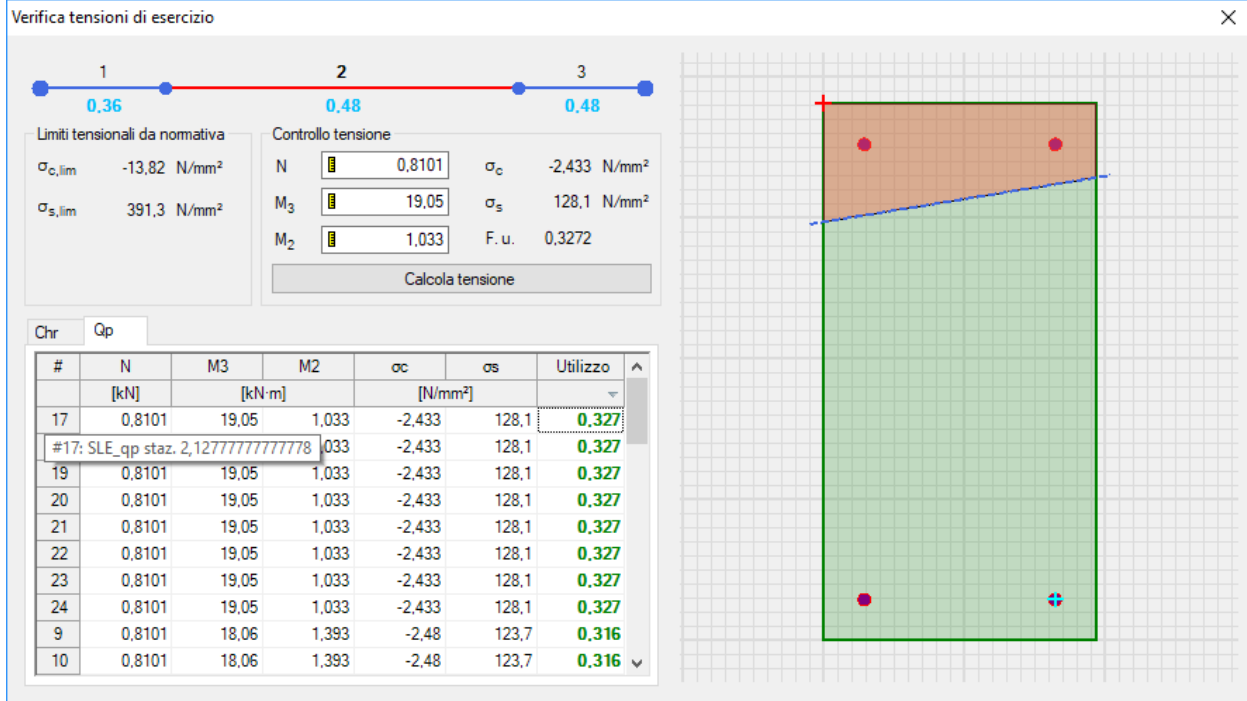 Verifica tensioni di esercizio
1 2 3
0,36 0,48 0,48
Limiti tensionali da normativa
σc,lim -13,82 N/mm²
σs,lim 391,3 N/mm²
Controllo tensione
N 0,8101 σc -2,433 N/mm²
M3 19,05 σs 128,1 N/mm²
M2 1,033 F. u. 0,3272
Calcola tensione
Chr Qp
# N M3 M2 σc σs Utilizzo
[kN] [kN·m] [N/mm²]
17 0,8101 19,05 1,033 -2,433 128,1 0,327
#17: SLE_qp staz. 2,12777777777778 ,033 -2,433 128,1 0,327
19 0,8101 19,05 1,033 -2,433 128,1 0,327
20 0,8101 19,05 1,033 -2,433 128,1 0,327
21 0,8101 19,05 1,033 -2,433 128,1 0,327
22 0,8101 19,05 1,033 -2,433 128,1 0,327
23 0,8101 19,05 1,033 -2,433 128,1 0,327
24 0,8101 19,05 1,033 -2,433 128,1 0,327
9 0,8101 18,06 1,393 -2,48 123,7 0,316
10 0,8101 18,06 1,393 -2,48 123,7 0,316